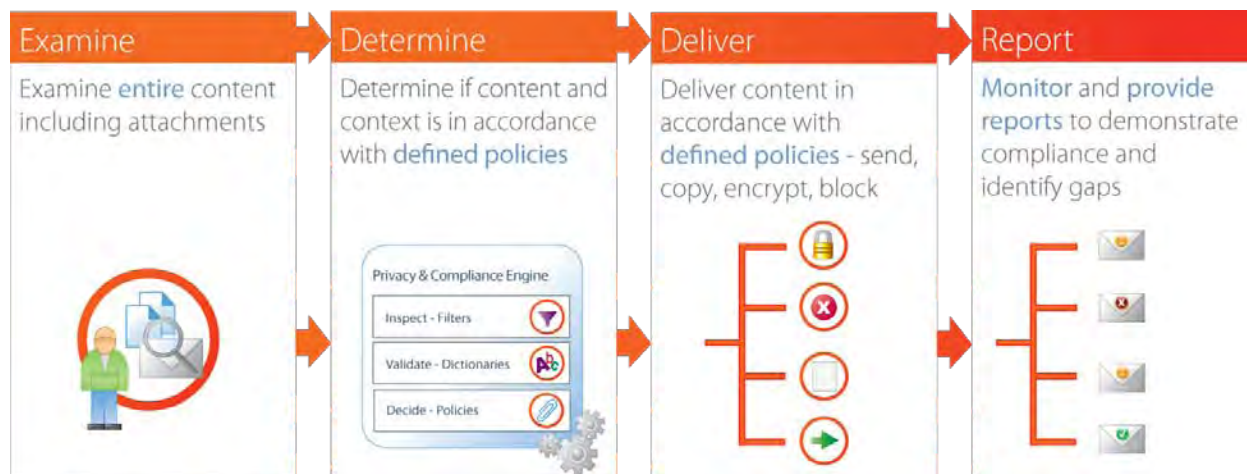 Examine
Examine entire content
including attachments
Determine
Determine if content and
context is in accordance
with defined policies
Privacy & Compliance Engine
Inspect - Filters
Validate - Dictionaries
Abc
Decide - Policies
Deliver
Deliver content in
accordance with
defined policies - send,
copy, encrypt, block
Report
Monitor and provide
reports to demonstrate
compliance and
identify gaps